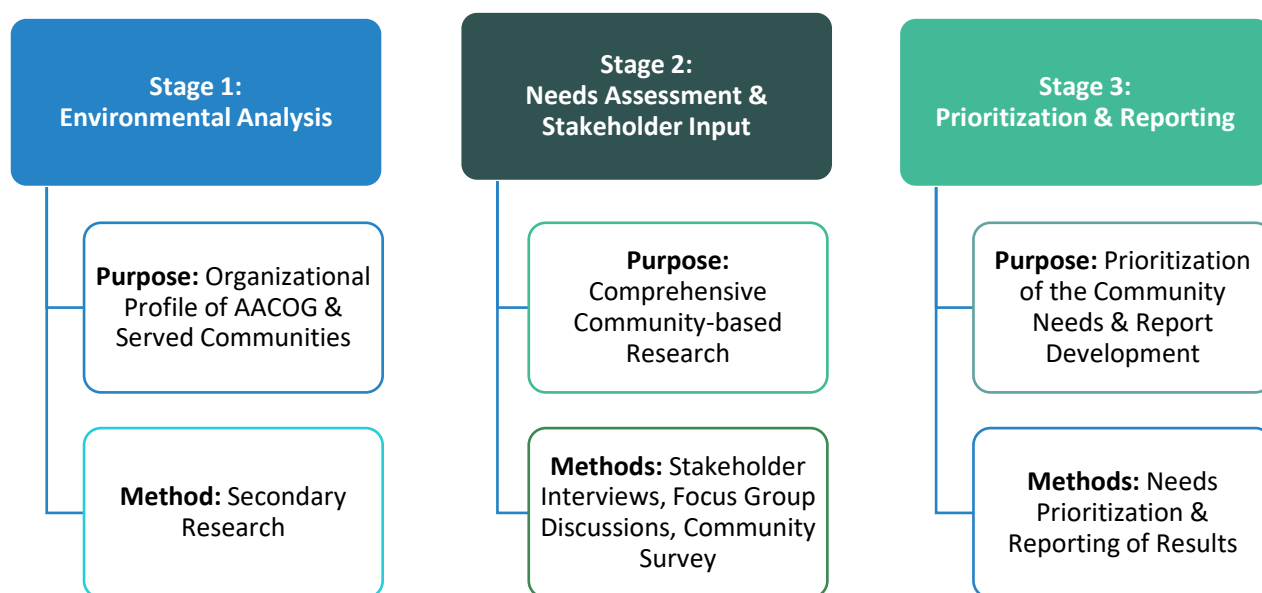 Stage 1:
Environmental Analysis
Purpose: Organizational
Profile of AACOG &
Served Communities
Method: Secondary
Research
Stage 2:
Needs Assessment &
Stakeholder Input
Purpose:
Comprehensive
Community-based
Research
Methods: Stakeholder
Interviews, Focus Group
Discussions, Community
Survey
Stage 3:
Prioritization & Reporting
Purpose: Prioritization
of the Community
Needs & Report
Development
Methods: Needs
Prioritization &
Reporting of Results